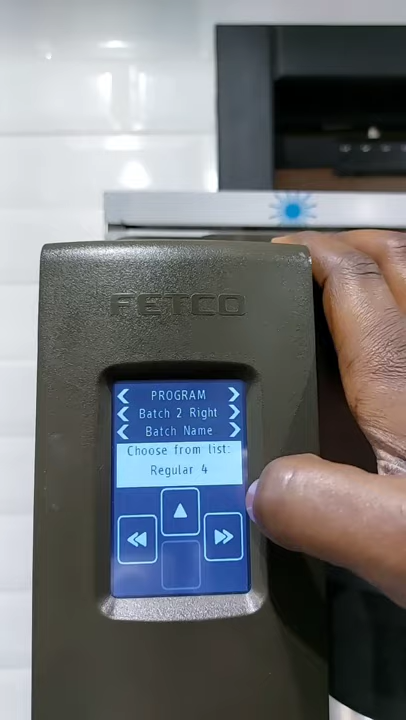 FETCO
PROGRAM
Batch 2 Right
Batch Name
Choose from list:
Regular 4